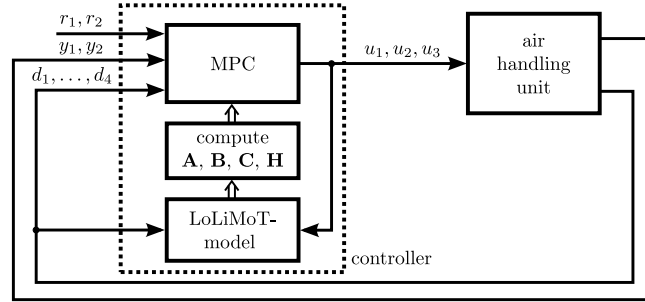 r₁, r₂
y₁, y₂
d₁, …, d₄
MPC
u₁, u₂, u₃
air
handling
unit
compute
A, B, C, H
LoLiMoT-
model
controller